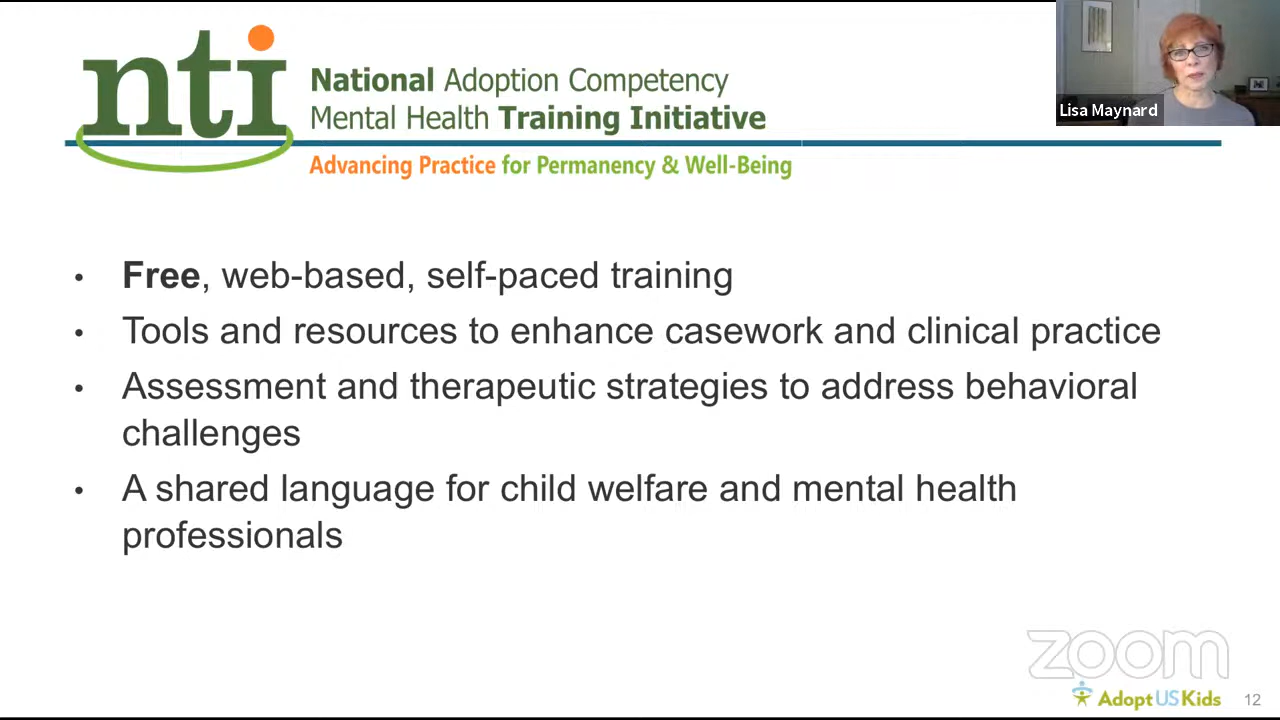 nti
National Adoption Competency
Mental Health Training Initiative
Advancing Practice for Permanency & Well-Being
Lisa Maynard
• Free, web-based, self-paced training
• Tools and resources to enhance casework and clinical practice
• Assessment and therapeutic strategies to address behavioral
challenges
• A shared language for child welfare and mental health
professionals
zoom
AdoptUSKids
12